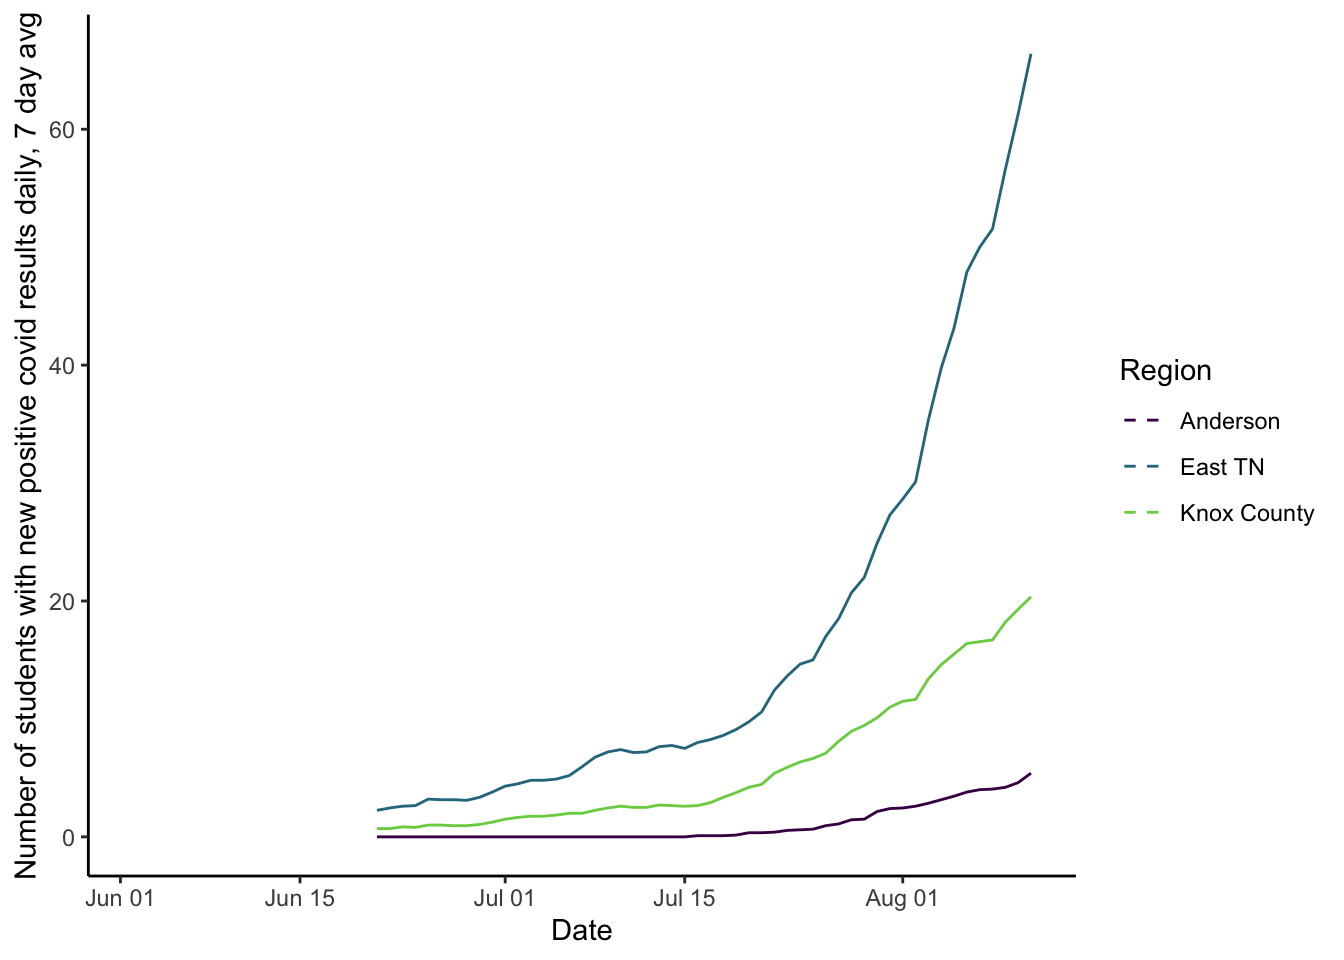 Number of students with new positive covid results daily, 7 day avg
60
40
20
0
Jun 01
Jun 15
Jul 01
Jul 15
Aug 01
Date
Region
Anderson
East TN
Knox County